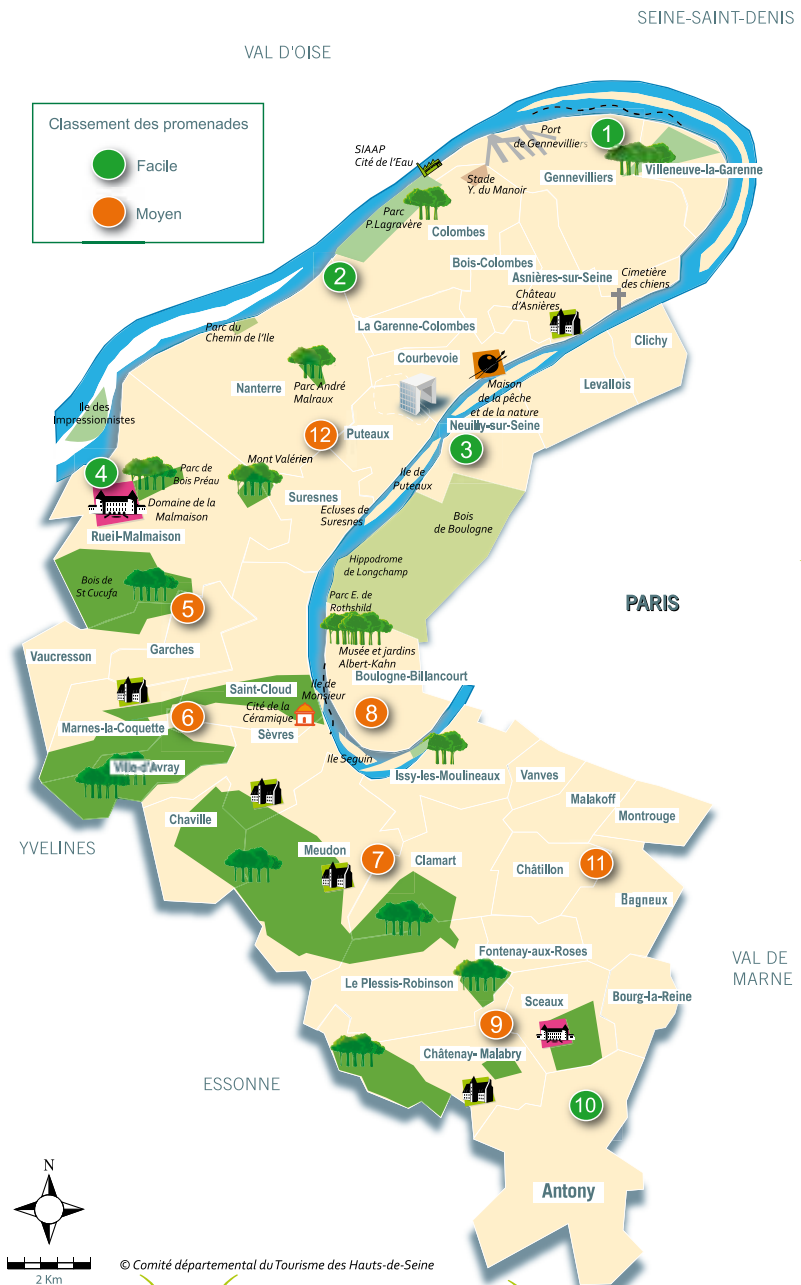 SEINE-SAINT-DENIS
VAL D'OISE
Classement des promenades
Facile
Moyen
SIAAP
Cité de l'Eau
Port
de Gennevilliers
1
Stade
Y. du Manoir
Gennevilliers
Villeneuve-la-Garenne
Parc
P.Lagravère
Colombes
2
Bois-Colombes
Asnières-sur-Seine
Cimetière
des chiens
Château
d'Asnières
Parc du
Chemin de l'Ile
La Garenne-Colombes
Clichy
Courbevoie
Levallois
Nanterre
Parc André
Malraux
Maison
de la pêche
et de la nature
Ile des
Impressionnistes
12
Puteaux
Neuilly-sur-Seine
3
4
Parc de
Bois Préau
Mont Valérien
Ile de
Puteaux
Domaine de la
Malmaison
Suresnes
Ecluses de
Suresnes
Bois
de Boulogne
Rueil-Malmaison
Hippodrome
de Longchamp
Bois de
St Cucufa
5
Parc E. de
Rothshild
PARIS
Vaucresson
Garches
Musée et jardins
Albert-Kahn
Boulogne-Billancourt
Saint-Cloud
Ile de
Monsieur
Marnes-la-Coquette
6
Cité de la
Céramique
8
Sèvres
Ile Seguin
Ville-d'Avray
Issy-les-Moulineaux
Vanves
Malakoff
Montrouge
Chaville
YVELINES
Meudon
7
Clamart
Châtillon
11
Bagneux
Fontenay-aux-Roses
VAL DE
MARNE
Le Plessis-Robinson
Sceaux
Bourg-la-Reine
9
Châtenay- Malabry
ESSONNE
10
Antony
N
2 Km
© Comité départemental du Tourisme des Hauts-de-Seine